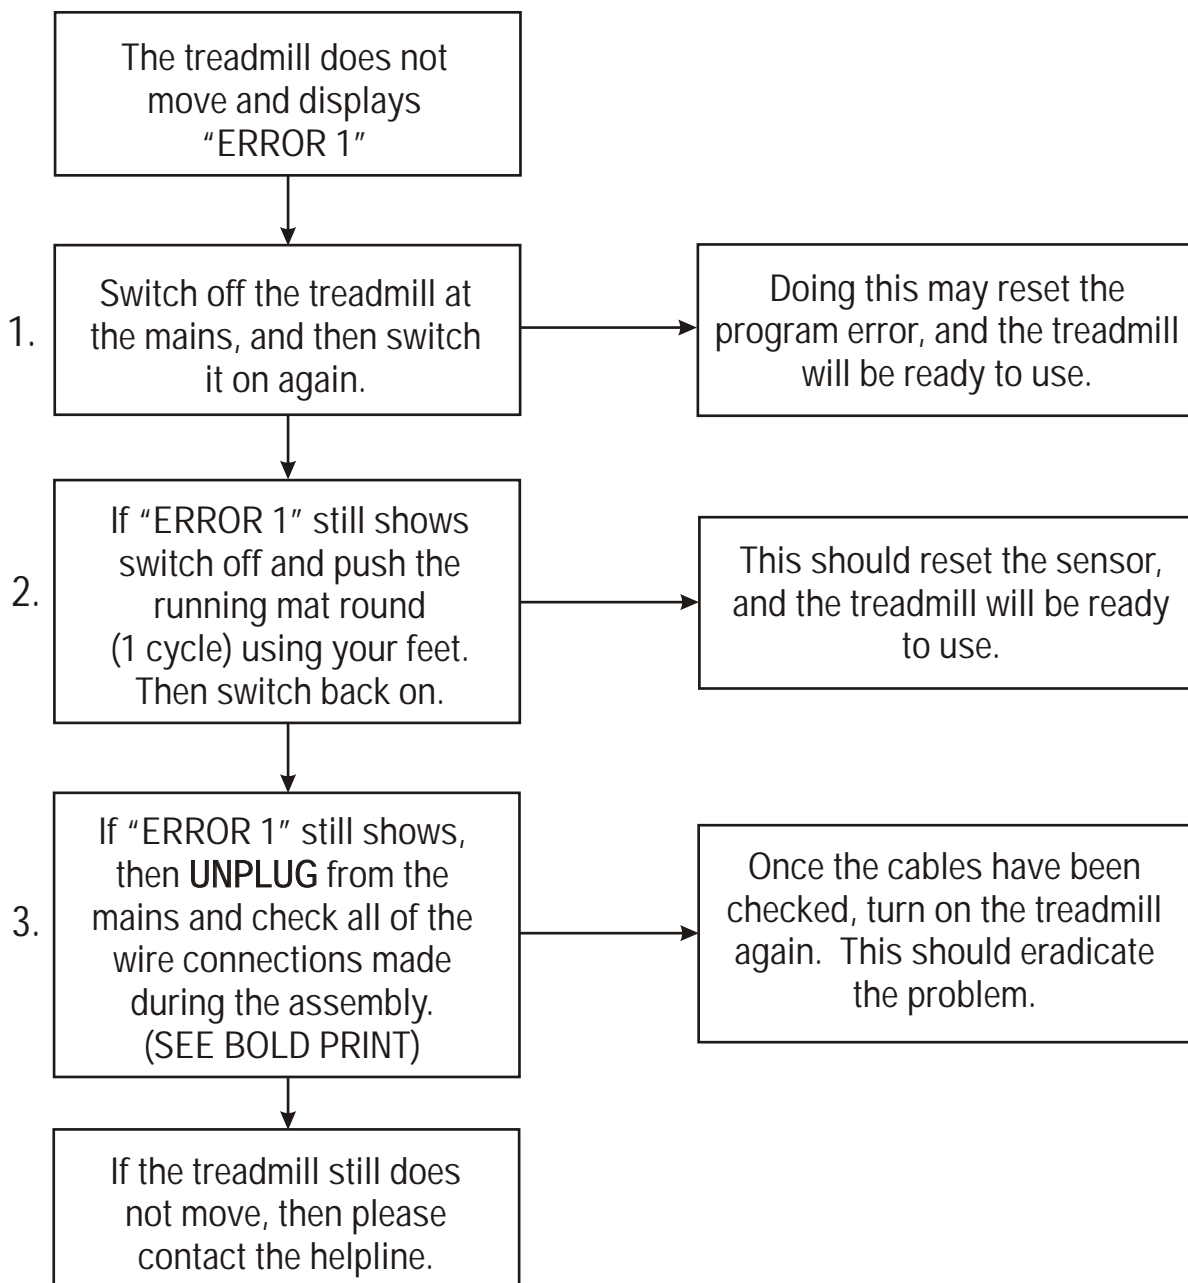 The treadmill does not
move and displays
“ERROR 1”
1.
Switch off the treadmill at
the mains, and then switch
it on again.
Doing this may reset the
program error, and the treadmill
will be ready to use.
2.
If “ERROR 1” still shows
switch off and push the
running mat round
(1 cycle) using your feet.
Then switch back on.
This should reset the sensor,
and the treadmill will be ready
to use.
3.
If “ERROR 1” still shows,
then UNPLUG from the
mains and check all of the
wire connections made
during the assembly.
(SEE BOLD PRINT)
Once the cables have been
checked, turn on the treadmill
again.  This should eradicate
the problem.
If the treadmill still does
not move, then please
contact the helpline.